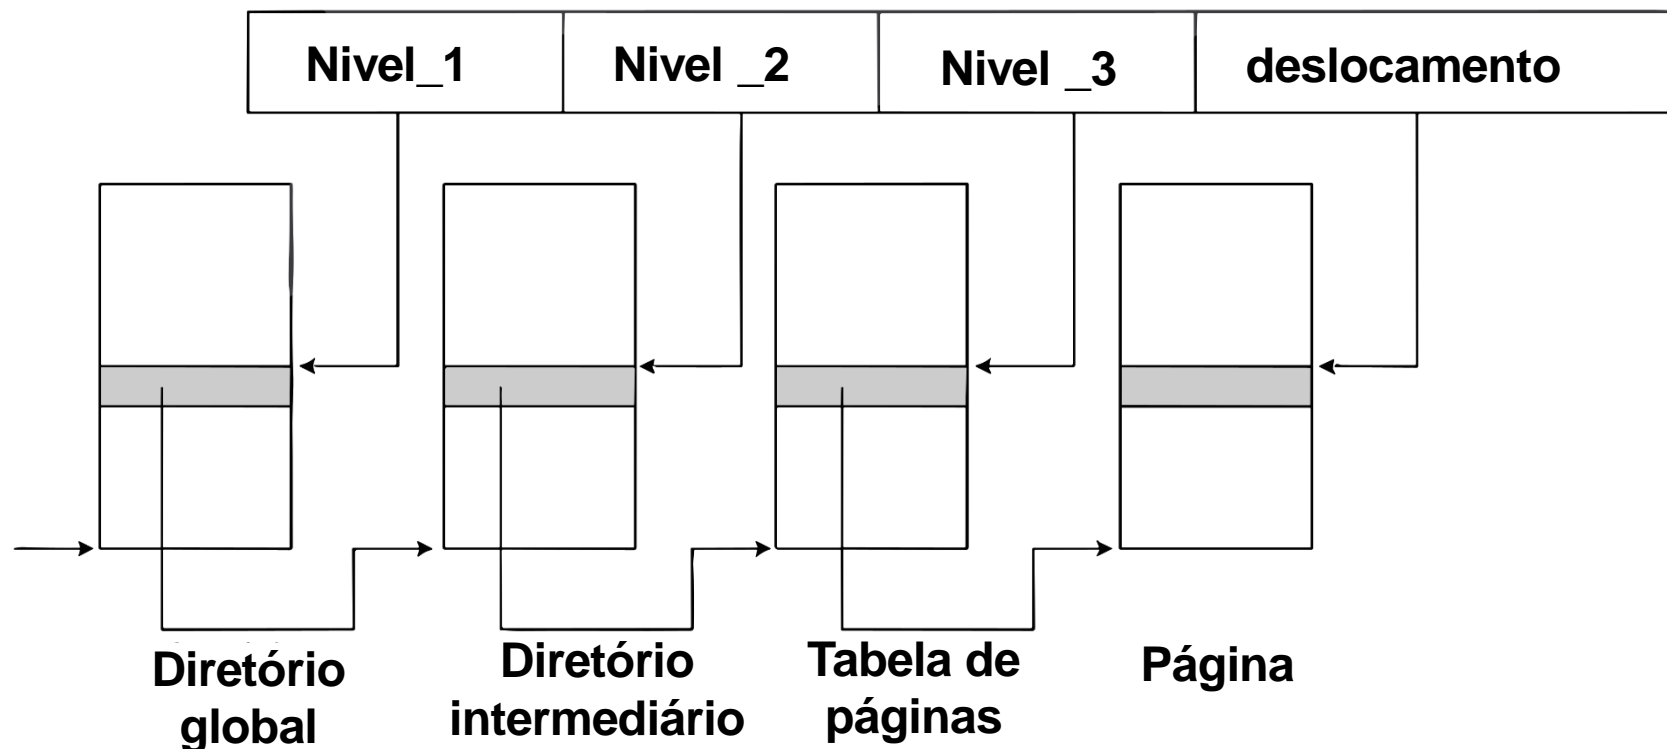 Nivel_1 Nivel _2 Nivel _3 deslocamento
Diretório
global
Diretório
intermediário
Tabela de
páginas
Página